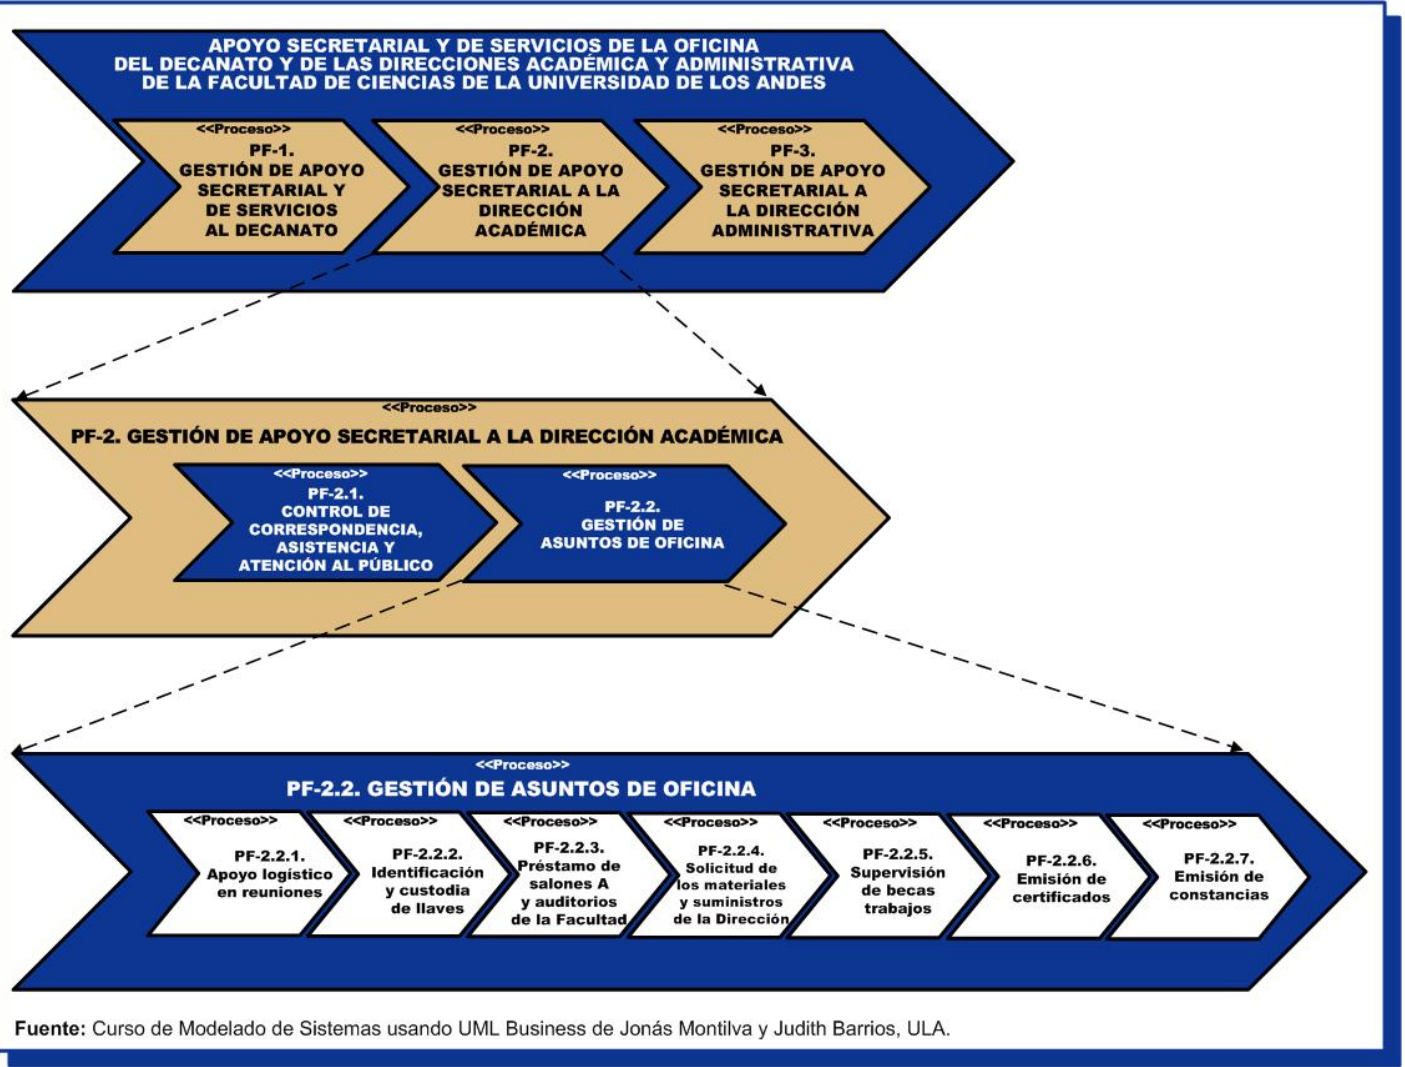 APOYO SECRETARIAL Y DE SERVICIOS DE LA OFICINA
DEL DECANATO Y DE LAS DIRECCIONES ACADÉMICA Y ADMINISTRATIVA
DE LA FACULTAD DE CIENCIAS DE LA UNIVERSIDAD DE LOS ANDES
<<Proceso>>
PF-1.
GESTIÓN DE APOYO
SECRETARIAL Y
DE SERVICIOS
AL DECANATO
<<Proceso>>
PF-2.
GESTIÓN DE APOYO
SECRETARIAL A LA
DIRECCIÓN
ACADÉMICA
<<Proceso>>
PF-3.
GESTIÓN DE APOYO
SECRETARIAL A
LA DIRECCIÓN
ADMINISTRATIVA
<<Proceso>>
PF-2. GESTIÓN DE APOYO SECRETARIAL A LA DIRECCIÓN ACADÉMICA
<<Proceso>>
PF-2.1.
CONTROL DE
CORRESPONDENCIA,
ASISTENCIA Y
ATENCIÓN AL PÚBLICO
<<Proceso>>
PF-2.2.
GESTIÓN DE
ASUNTOS DE OFICINA
<<Proceso>>
PF-2.2. GESTIÓN DE ASUNTOS DE OFICINA
<<Proceso>>
PF-2.2.1.
Apoyo logístico
en reuniones
<<Proceso>>
PF-2.2.2.
Identificación
y custodia
de llaves
<<Proceso>>
PF-2.2.3.
Préstamo de
salones A
y auditorios
de la Facultad
<<Proceso>>
PF-2.2.4.
Solicitud de
los materiales
y suministros
de la Dirección
<<Proceso>>
PF-2.2.5.
Supervisión
de becas
trabajos
<<Proceso>>
PF-2.2.6.
Emisión de
certificados
<<Proceso>>
PF-2.2.7.
Emisión de
constancias
Fuente: Curso de Modelado de Sistemas usando UML Business de Jonás Montilva y Judith Barrios, ULA.